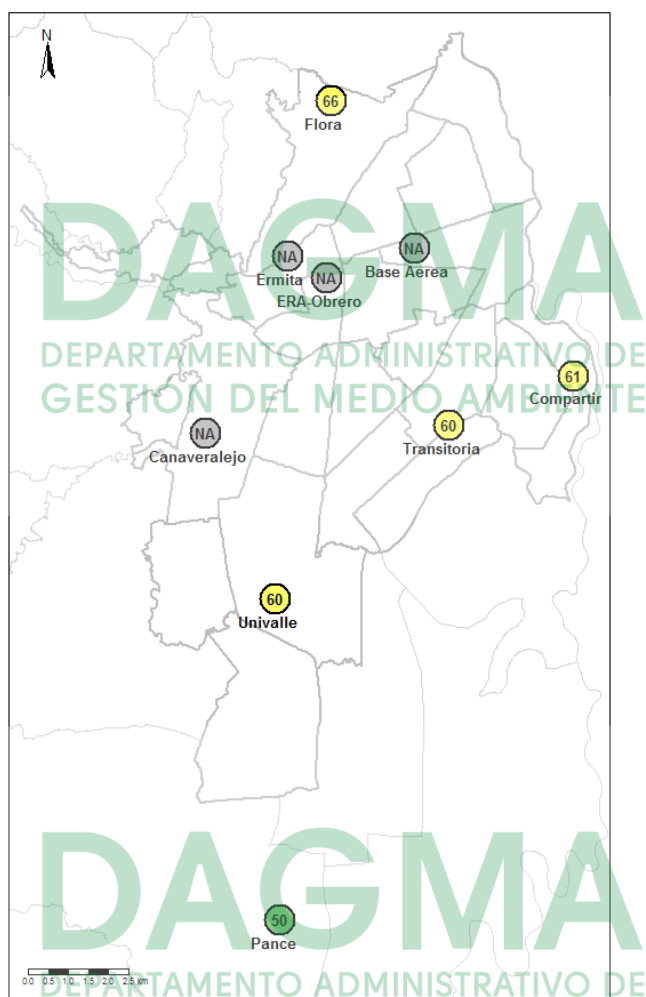 N
66
Flora
DAGMA
NA
Ermita
NA
ERA-Obrero
NA
Base Aerea
DEPARTAMENTO ADMINISTRATIVO DE
GESTIÓN DEL MEDIO AMBIENTE
61
Compartir
60
Transitoria
NA
Canaveralejo
60
Univalle
DAGMA
50
Pance
0.0 0.5 1.0 1.5 2.0 2.5 km
DEPARTAMENTO ADMINISTRATIVO DE